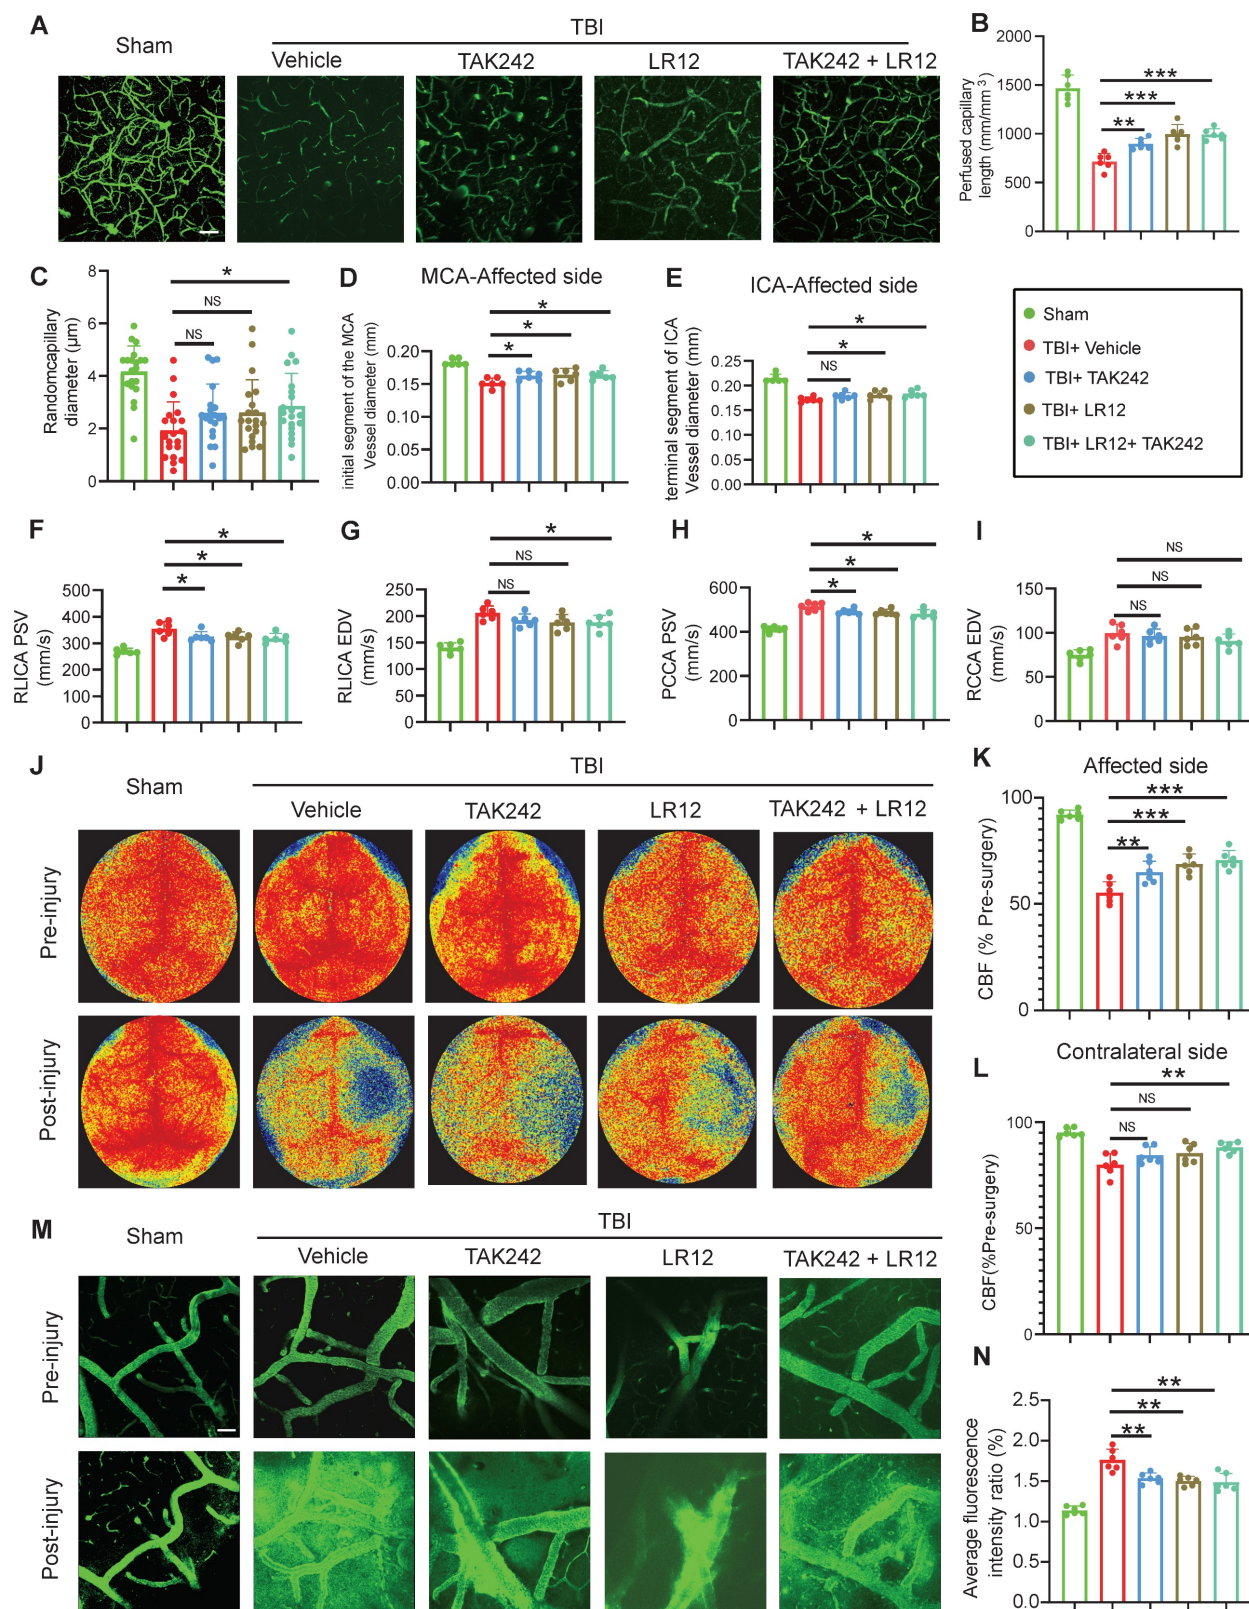 A
Sham
TBI
Vehicle
TAK242
LR12
TAK242 + LR12
B
Perfused capillary
length (mm/mm³)
2000
1500
1000
500
0
***
***
**
C
Randomcapillary
diameter (μm)
8
6
4
2
0
*
NS
NS
D
MCA-Affected side
initial segment of the MCA
Vessel diameter (mm)
0.20
0.15
0.10
0.05
0.00
*
*
*
E
ICA-Affected side
terminal segment of ICA
Vessel diameter (mm)
0.25
0.20
0.15
0.10
0.05
0.00
*
*
NS
Sham
TBI+ Vehicle
TBI+ TAK242
TBI+ LR12
TBI+ LR12+ TAK242
F
RLICA PSV
(mm/s)
500
400
300
200
100
0
*
*
*
G
RLICA EDV
(mm/s)
250
200
150
100
50
0
*
NS
NS
H
PCCA PSV
(mm/s)
600
400
200
0
*
*
*
I
RCCA EDV
(mm/s)
150
100
50
0
NS
NS
NS
J
Sham
TBI
Vehicle
TAK242
LR12
TAK242 + LR12
Pre-injury
Post-injury
K
Affected side
CBF (% Pre-surgery)
100
50
0
***
***
**
L
Contralateral side
CBF(%Pre-surgery)
100
50
0
**
NS
NS
M
Sham
TBI
Vehicle
TAK242
LR12
TAK242 + LR12
Pre-injury
Post-injury
N
Average fluorescence
intensity ratio (%)
2.5
2.0
1.5
1.0
0.5
0.0
**
**
**